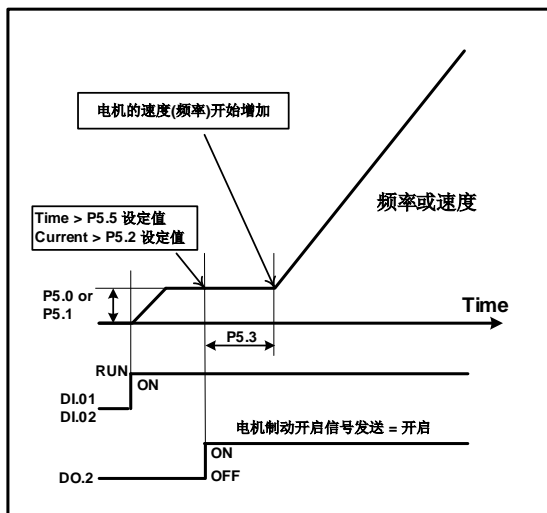 电机的速度(频率)开始增加
频率或速度
Time > P5.5 设定值
Current > P5.2 设定值
P5.0 or
P5.1
Time
P5.3
RUN
ON
DI.01
DI.02
电机制动开启信号发送 = 开启
ON
DO.2
OFF